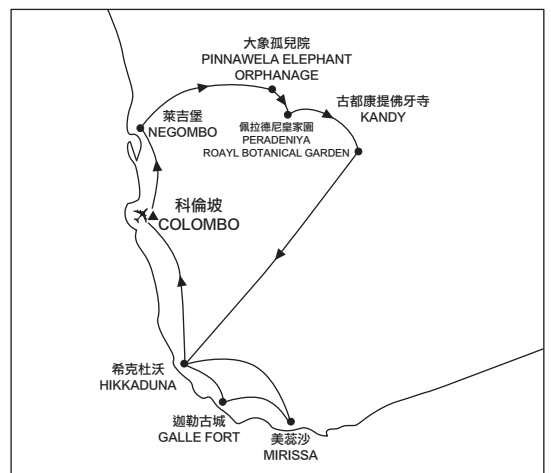 大象孤兒院
PINNAWELA ELEPHANT
ORPHANAGE
古都康提佛牙寺
KANDY
萊吉堡
NEGOMBO
佩拉德尼皇家園
PERADENIYA
ROAYL BOTANICAL GARDEN
科倫坡
COLOMBO
希克杜沃
HIKKADUNA
迦勒古城
GALLE FORT
美蕊沙
MIRISSA